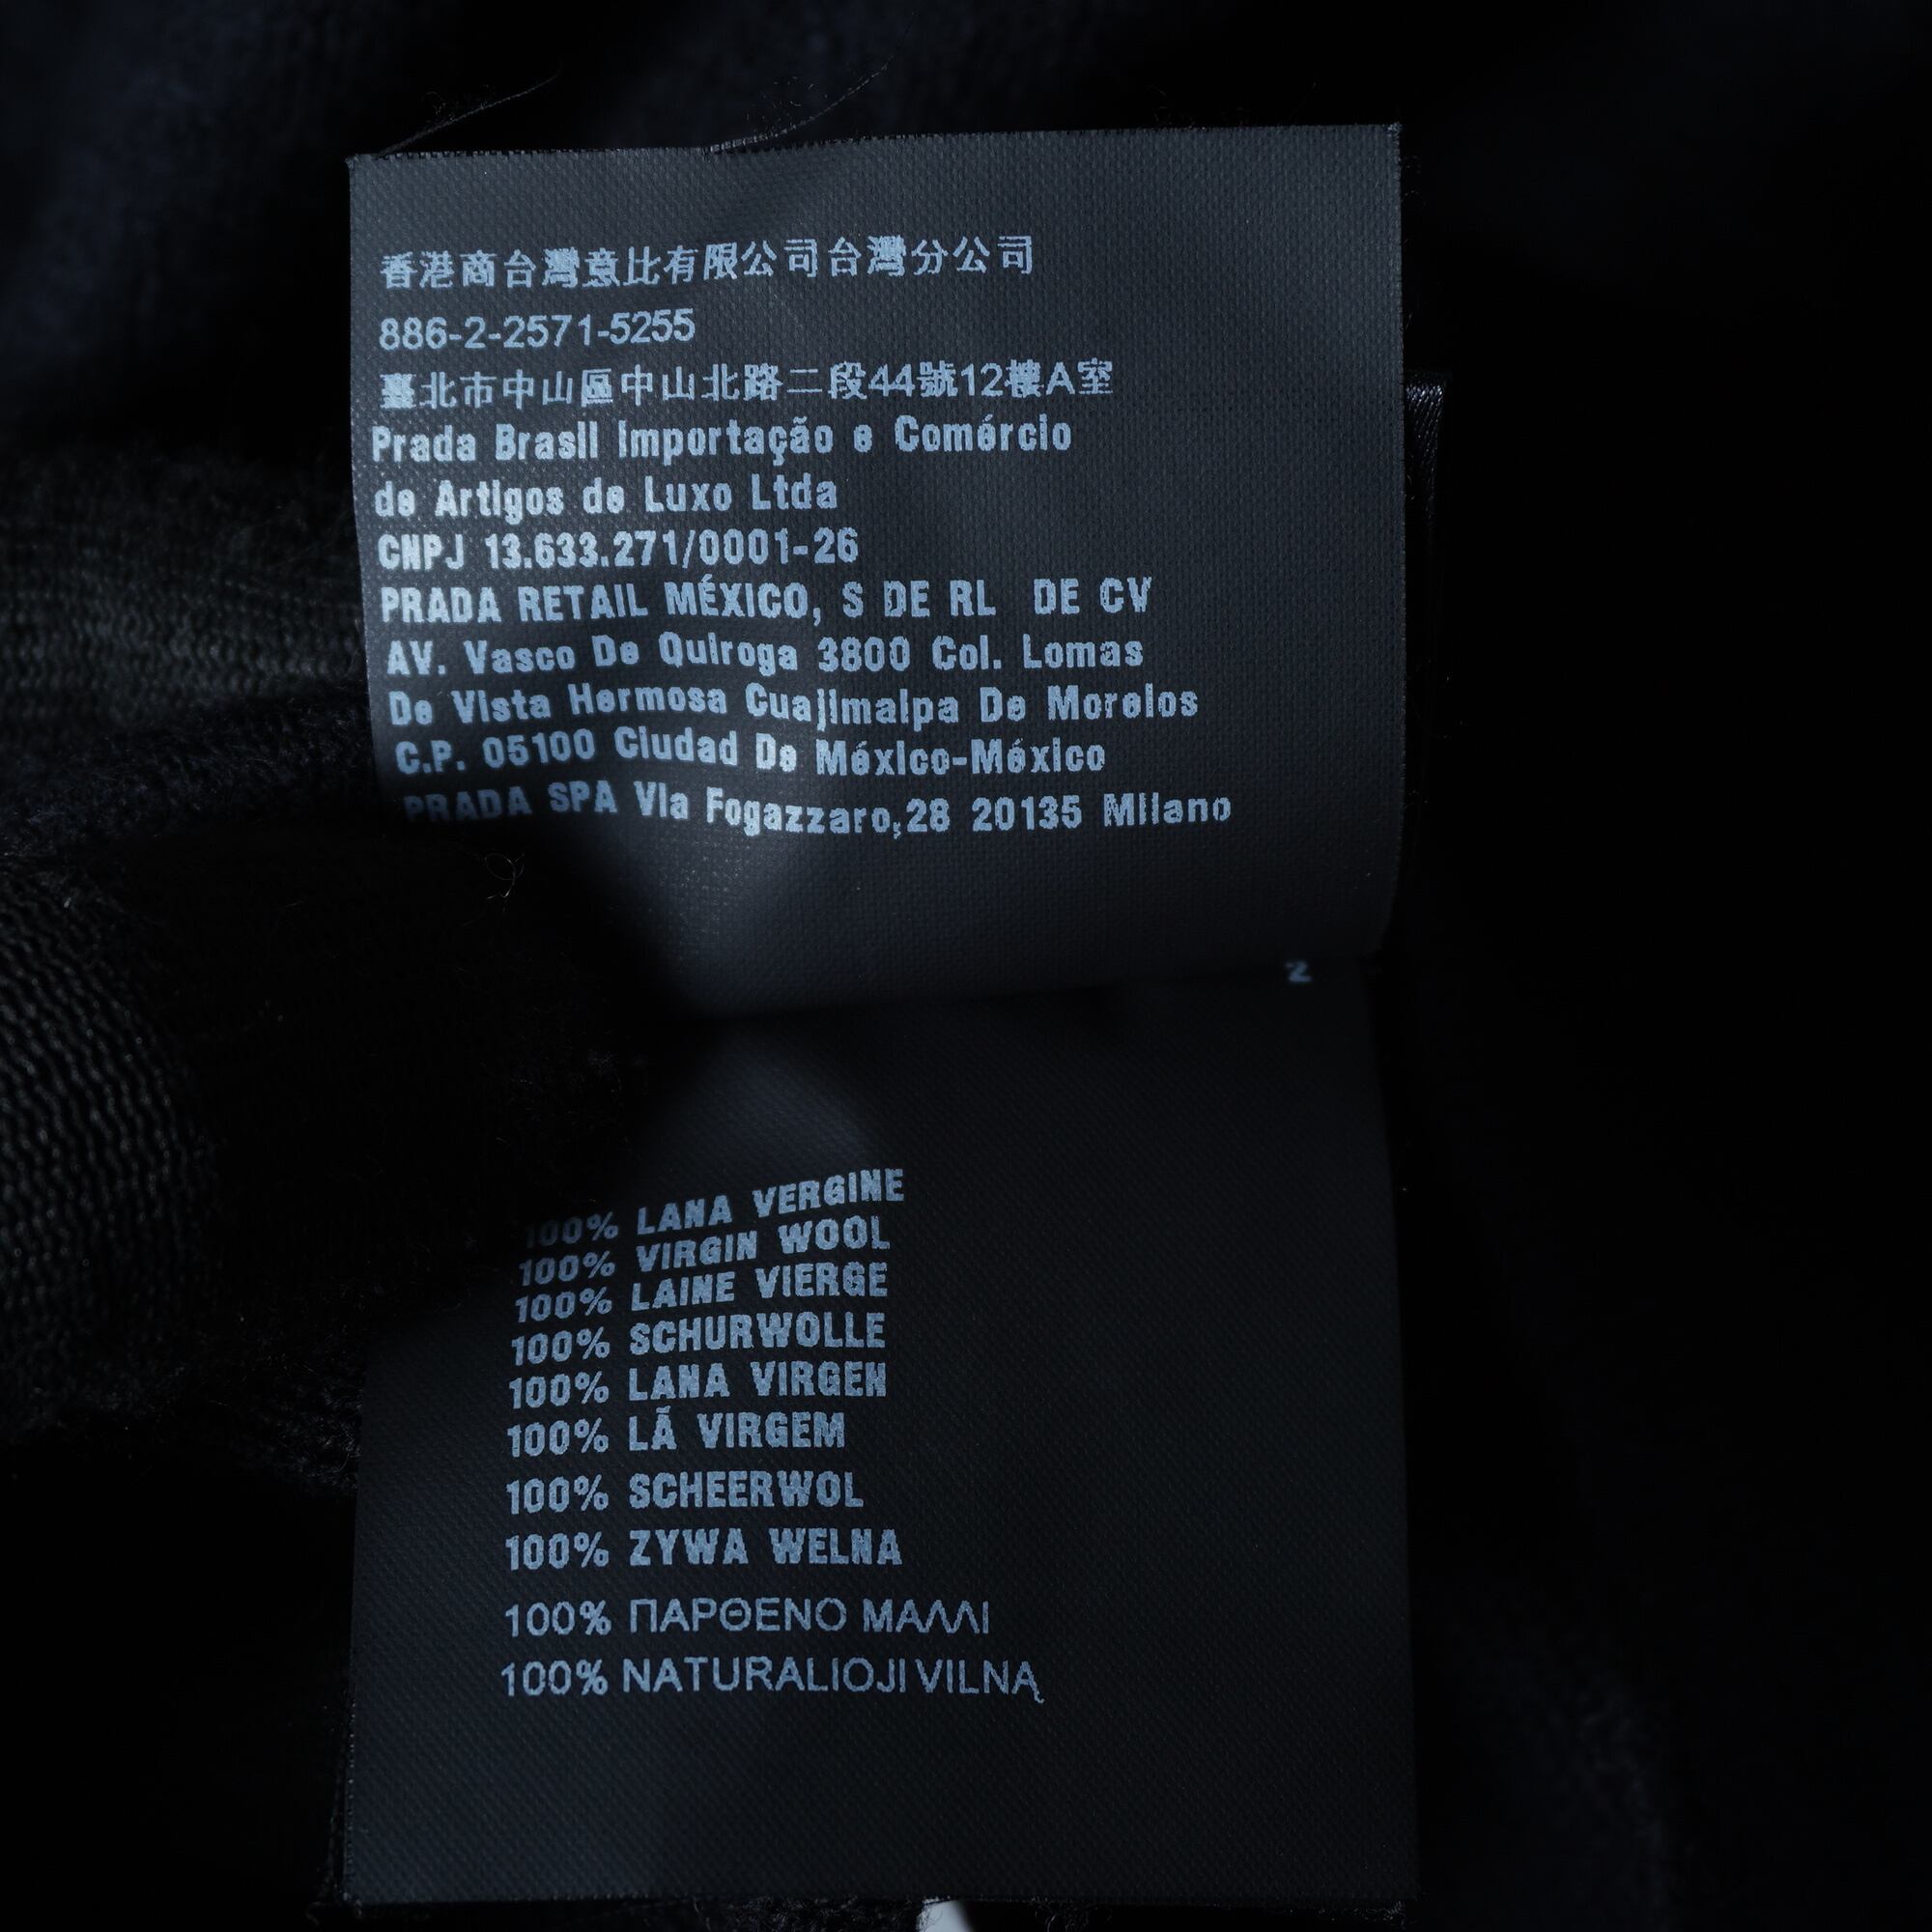 香港商台灣意比有限公司台灣分公司
886-2-2571-5255
臺北市中山區中山北路二段44號12樓A室
Prada Brasil Importação e Comércio
de Artigos de Luxo Ltda
CNPJ 13.633.271/0001-26
PRADA RETAIL MÉXICO, S DE RL DE CV
AV. Vasco De Quiroga 3800 Col. Lomas
De Vista Hermosa Cuajimalpa De Morelos
C.P. 05100 Ciudad De México-México
PRADA SPA Via Fogazzaro,28 20135 Milano
2
100% LANA VERGINE
100% VIRGIN WOOL
100% LAINE VIERGE
100% SCHURWOLLE
100% LANA VIRGEN
100% LÃ VIRGEM
100% SCHEERWOL
100% ZYWA WELNA
100% ΠΑΡΘΕΝΟ ΜΑΛΛΙ
100% NATURALIOJI VILNĄ